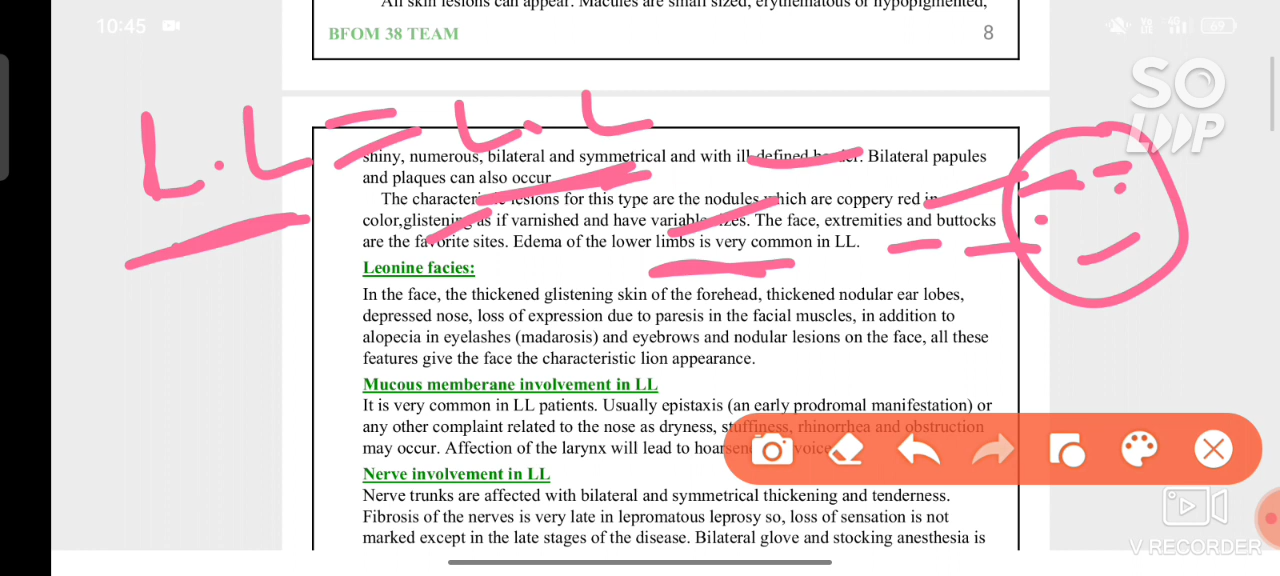 10:45
69
All skin lesions can appear. Macules are small sized, erythematous or hypopigmented,
BFOM 38 TEAM
8
SO
LOOP
L.L = L.L
shiny, numerous, bilateral and symmetrical and with ill-defined border. Bilateral papules
and plaques can also occur
The characteristic lesions for this type are the nodules which are coppery red in
color,glistening as if varnished and have variable sizes. The face, extremities and buttocks
are the favorite sites. Edema of the lower limbs is very common in LL.
Leonine facies:
In the face, the thickened glistening skin of the forehead, thickened nodular ear lobes,
depressed nose, loss of expression due to paresis in the facial muscles, in addition to
alopecia in eyelashes (madarosis) and eyebrows and nodular lesions on the face, all these
features give the face the characteristic lion appearance.
Mucous memberane involvement in LL
It is very common in LL patients. Usually epistaxis (an early prodromal manifestation) or
any other complaint related to the nose as dryness, stuffiness, rhinorrhea and obstruction
may occur. Affection of the larynx will lead to voice
Nerve involvement in LL
Nerve trunks are affected with bilateral and symmetrical thickening and tenderness.
Fibrosis of the nerves is very late in lepromatous leprosy so, loss of sensation is not
marked except in the late stages of the disease. Bilateral glove and stocking anesthesia is
V RECORDER